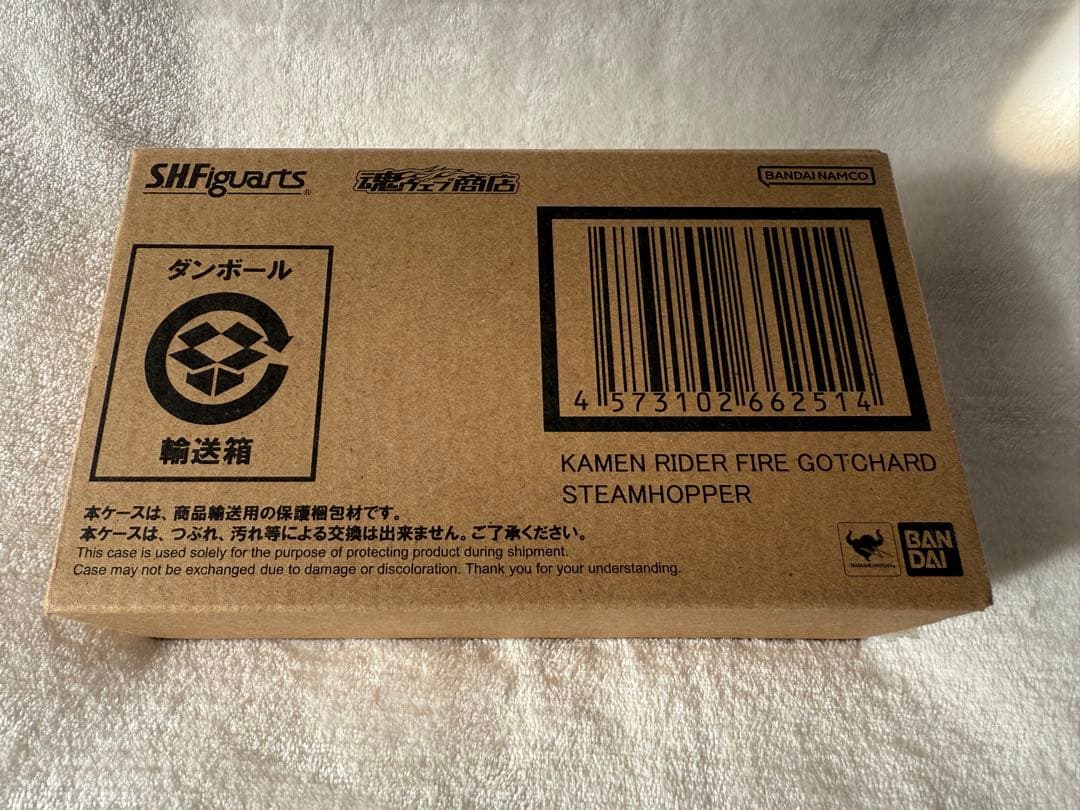 S.H.Figuarts®
魂ウェブ商店
BANDAI NAMCO
ダンボール
輸送箱
4 573102 662514
KAMEN RIDER FIRE GOTCHARD
STEAMHOPPER
本ケースは、商品輸送用の保護梱包材です。
本ケースは、つぶれ、汚れ等による交換は出来ません。ご了承ください。
This case is used solely for the purpose of protecting product during shipment.
Case may not be exchanged due to damage or discoloration. Thank you for your understanding.
BAN
DAI